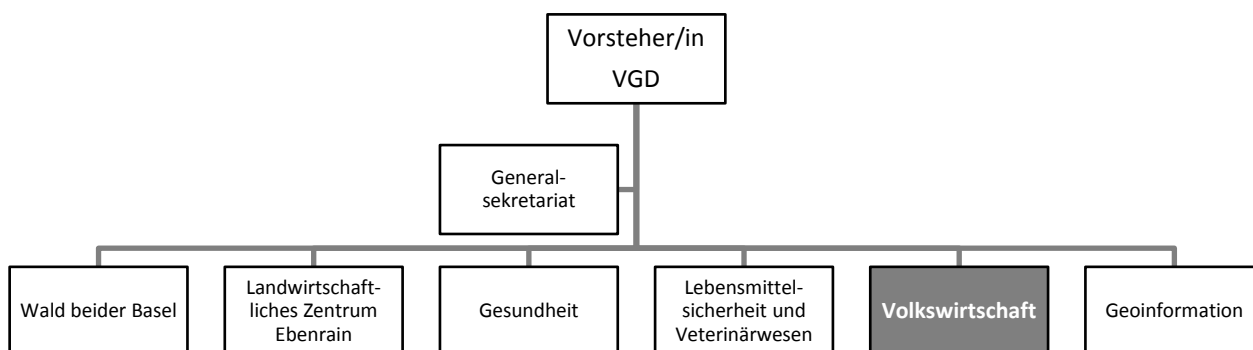 Vorsteher/in
VGD
General-
sekretariat
Wald beider Basel
Landwirtschaft-
liches Zentrum
Ebenrain
Gesundheit
Lebensmittel-
sicherheit und
Veterinärwesen
Volkswirtschaft
Geoinformation